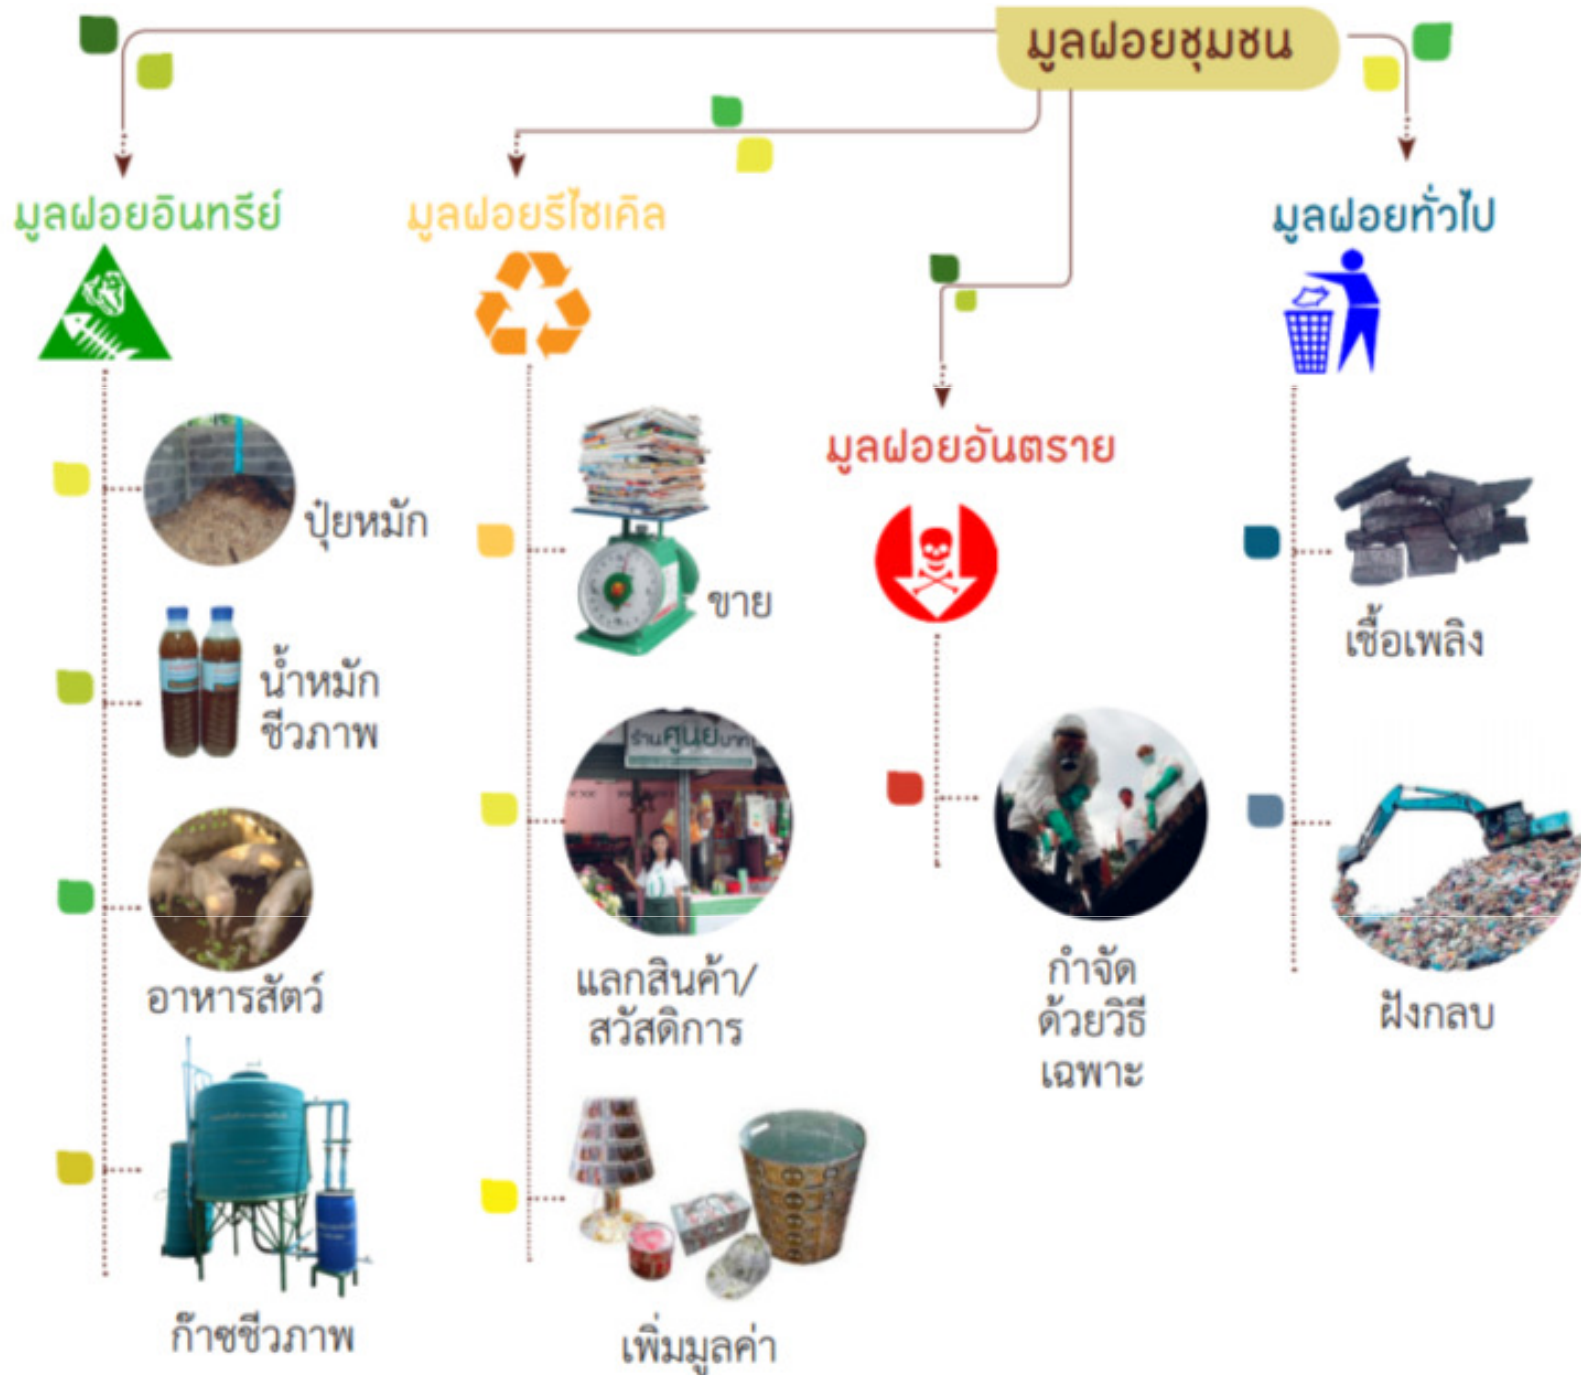 มูลฝอยชุมชน
มูลฝอยอินทรีย์
มูลฝอยรีไซเคิล
มูลฝอยทั่วไป
มูลฝอยอันตราย
ปุ๋ยหมัก
น้ำหมัก
ชีวภาพ
อาหารสัตว์
ก๊าซชีวภาพ
ขาย
ร้านศูนย์บาท
แลกสินค้า/
สวัสดิการ
เพิ่มมูลค่า
กำจัด
ด้วยวิธี
เฉพาะ
เชื้อเพลิง
ฝังกลบ